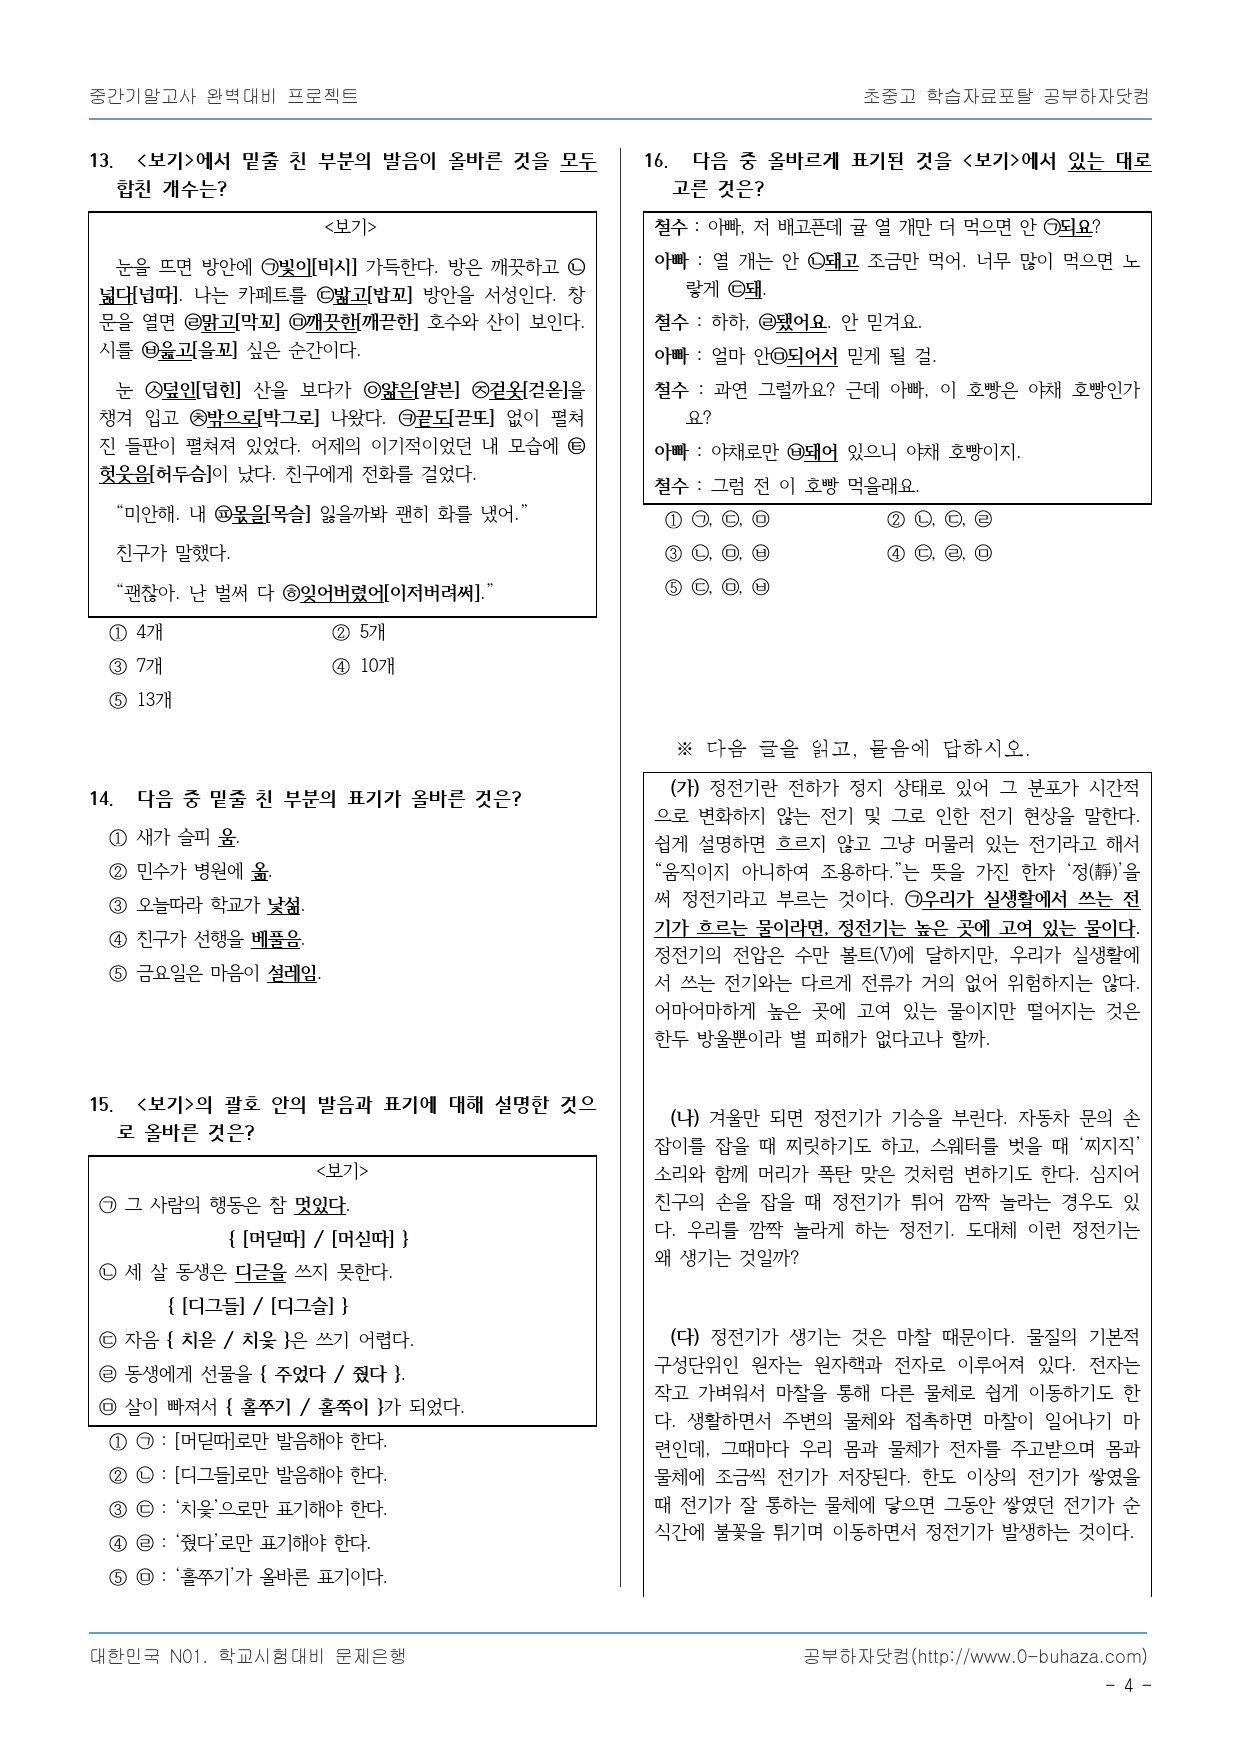 중간기말고사 완벽대비 프로젝트
초중고 학습자료포탈 공부하자닷컴
13. <보기>에서 밑줄 친 부분의 발음이 올바른 것을 모두
합친 개수는?
<보기>
눈을 뜨면 방안에 ㉠빛이[비시] 가득한다. 방은 깨끗하고 ㉡
넓다[넙따]. 나는 카페트를 ㉢밟고[밥꼬] 방안을 서성인다. 창
문을 열면 ㉣맑고[막꼬] ㉤깨끗한[깨끋한] 호수와 산이 보인다.
시를 ㉥읊고[을꼬] 싶은 순간이다.
눈 ㉦덮인[덥힌] 산을 보다가 ㉧얇은[얄븐] ㉨겉옷[걷옫]을
챙겨 입고 ㉩밖으로[박그로] 나왔다. ㉪끝도[끋또] 없이 펼쳐
진 들판이 펼쳐져 있었다. 어제의 이기적이었던 내 모습에 ㉫
헛웃음[허두슴]이 났다. 친구에게 전화를 걸었다.
“미안해. 내 ㉬몫을[목슬] 잃을까봐 괜히 화를 냈어.”
친구가 말했다.
“괜찮아. 난 벌써 다 ㉭잊어버렸어[이저버려써].”
① 4개 ② 5개
③ 7개 ④ 10개
⑤ 13개
14. 다음 중 밑줄 친 부분의 표기가 올바른 것은?
① 새가 슬피 움.
② 민수가 병원에 옮.
③ 오늘따라 학교가 낯섦.
④ 친구가 선행을 베풀음.
⑤ 금요일은 마음이 설레임.
15. <보기>의 괄호 안의 발음과 표기에 대해 설명한 것으
로 올바른 것은?
<보기>
㉠ 그 사람의 행동은 참 멋있다.
{ [머딛따] / [머싣따] }
㉡ 세 살 동생은 디귿을 쓰지 못한다.
{ [디그들] / [디그슬] }
㉢ 자음 { 치읃 / 치읓 }은 쓰기 어렵다.
㉣ 동생에게 선물을 { 주었다 / 줬다 }.
㉤ 살이 빠져서 { 홀쭈기 / 홀쭉이 }가 되었다.
① ㉠ : [머딛따]로만 발음해야 한다.
② ㉡ : [디그들]로만 발음해야 한다.
③ ㉢ : ‘치읓’으로만 표기해야 한다.
④ ㉣ : ‘줬다’로만 표기해야 한다.
⑤ ㉤ : ‘홀쭈기’가 올바른 표기이다.
16. 다음 중 올바르게 표기된 것을 <보기>에서 있는 대로
고른 것은?
철수 : 아빠, 저 배고픈데 귤 열 개만 더 먹으면 안 ㉠되요?
아빠 : 열 개는 안 ㉡돼고 조금만 먹어. 너무 많이 먹으면 노
랗게 ㉢돼.
철수 : 하하, ㉣됐어요. 안 믿겨요.
아빠 : 얼마 안㉤되어서 믿게 될 걸.
철수 : 과연 그럴까요? 근데 아빠, 이 호빵은 야채 호빵인가
요?
아빠 : 야채로만 ㉥돼어 있으니 야채 호빵이지.
철수 : 그럼 전 이 호빵 먹을래요.
① ㉠, ㉢, ㉤ ② ㉡, ㉢, ㉣
③ ㉡, ㉤, ㉥ ④ ㉢, ㉣, ㉤
⑤ ㉢, ㉤, ㉥
※ 다음 글을 읽고, 물음에 답하시오.
(가) 정전기란 전하가 정지 상태로 있어 그 분포가 시간적
으로 변화하지 않는 전기 및 그로 인한 전기 현상을 말한다.
쉽게 설명하면 흐르지 않고 그냥 머물러 있는 전기라고 해서
“움직이지 아니하여 조용하다.”는 뜻을 가진 한자 ‘정(靜)’을
써 정전기라고 부르는 것이다. ㉠우리가 실생활에서 쓰는 전
기가 흐르는 물이라면, 정전기는 높은 곳에 고여 있는 물이다.
정전기의 전압은 수만 볼트(V)에 달하지만, 우리가 실생활에
서 쓰는 전기와는 다르게 전류가 거의 없어 위험하지는 않다.
어마어마하게 높은 곳에 고여 있는 물이지만 떨어지는 것은
한두 방울뿐이라 별 피해가 없다고나 할까.
(나) 겨울만 되면 정전기가 기승을 부린다. 자동차 문의 손
잡이를 잡을 때 찌릿하기도 하고, 스웨터를 벗을 때 ‘찌지직’
소리와 함께 머리가 폭탄 맞은 것처럼 변하기도 한다. 심지어
친구의 손을 잡을 때 정전기가 튀어 깜짝 놀라는 경우도 있
다. 우리를 깜짝 놀라게 하는 정전기. 도대체 이런 정전기는
왜 생기는 것일까?
(다) 정전기가 생기는 것은 마찰 때문이다. 물질의 기본적
구성단위인 원자는 원자핵과 전자로 이루어져 있다. 전자는
작고 가벼워서 마찰을 통해 다른 물체로 쉽게 이동하기도 한
다. 생활하면서 주변의 물체와 접촉하면 마찰이 일어나기 마
련인데, 그때마다 우리 몸과 물체가 전자를 주고받으며 몸과
물체에 조금씩 전기가 저장된다. 한도 이상의 전기가 쌓였을
때 전기가 잘 통하는 물체에 닿으면 그동안 쌓였던 전기가 순
식간에 불꽃을 튀기며 이동하면서 정전기가 발생하는 것이다.
대한민국 N01. 학교시험대비 문제은행
공부하자닷컴(http://www.0-buhaza.com)
- 4 -